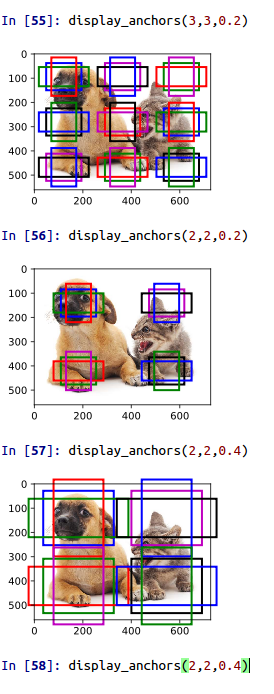 In [55]: display_anchors(3,3,0.2)
0
100
200
300
400
500
0 200 400 600
In [56]: display_anchors(2,2,0.2)
0
100
200
300
400
500
0 200 400 600
In [57]: display_anchors(2,2,0.4)
0
100
200
300
400
500
0 200 400 600
In [58]: display_anchors(2,2,0.4)